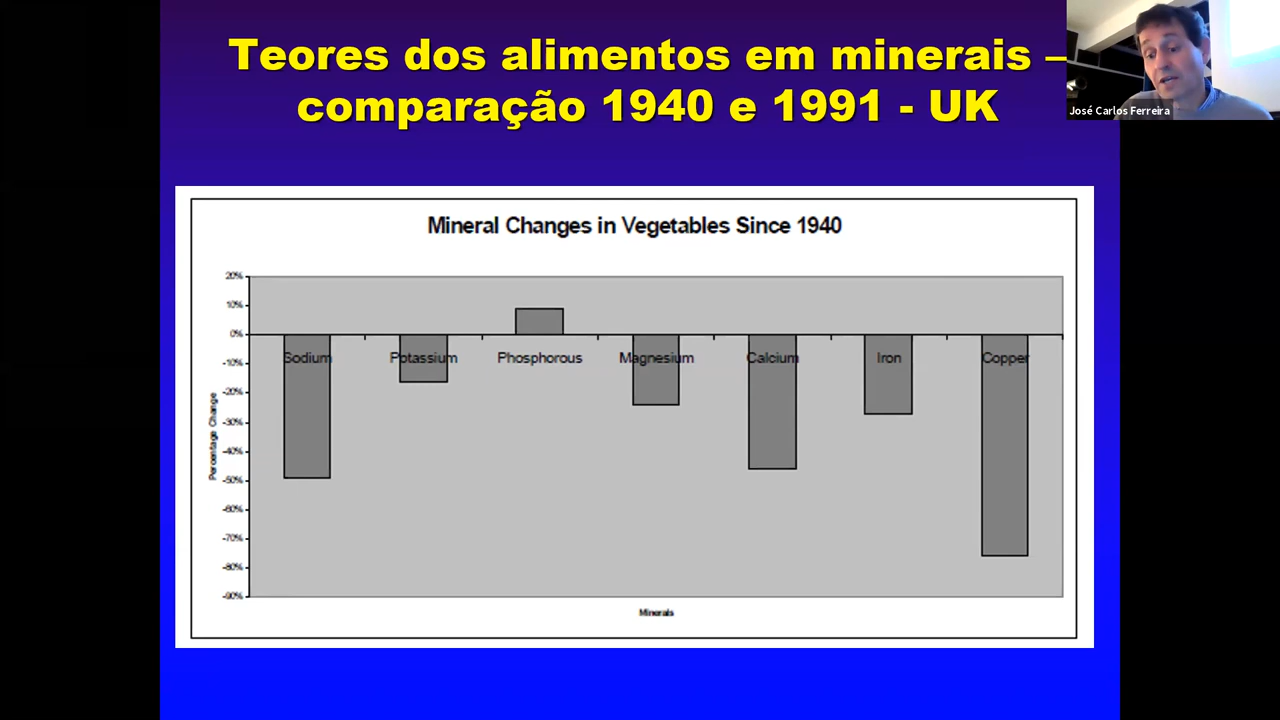 Teores dos alimentos em minerais –
comparação 1940 e 1991 - UK
José Carlos Ferreira
Mineral Changes in Vegetables Since 1940
20%
10%
0%
-10%
-20%
-30%
-40%
-50%
-60%
-70%
-80%
-90%
Percentage Change
Sodium Potassium Phosphorous Magnesium Calcium Iron Copper
Minerals